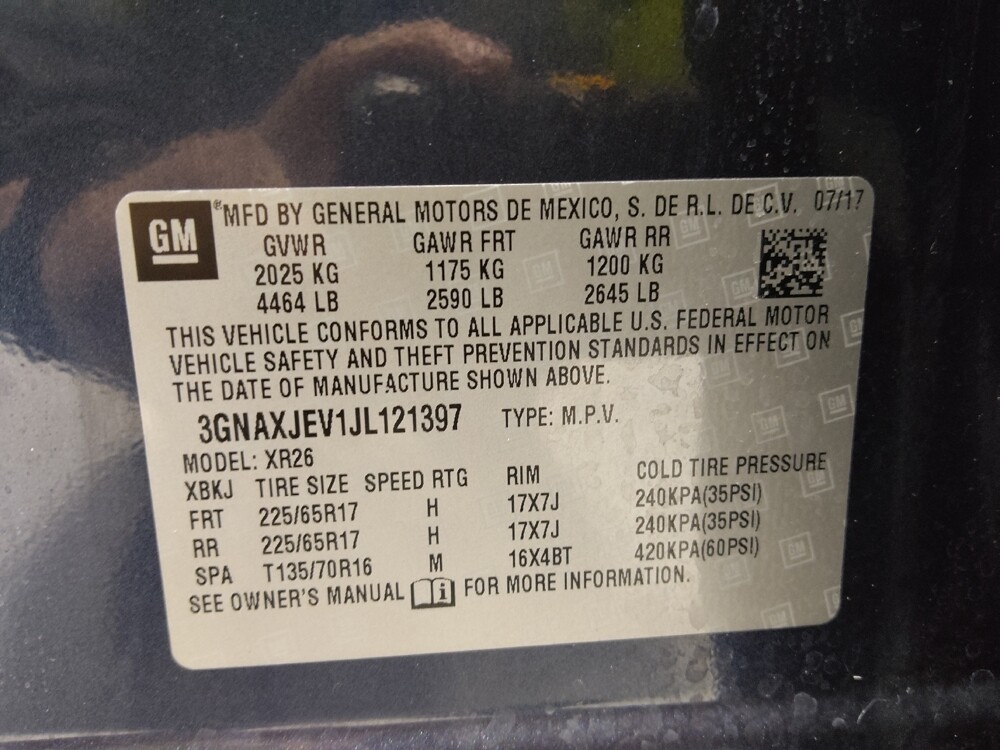 GM ® MFD BY GENERAL MOTORS DE MEXICO, S. DE R.L. DE C.V. 07/17
GVWR GAWR FRT GAWR RR
2025 KG 1175 KG 1200 KG
4464 LB 2590 LB 2645 LB
THIS VEHICLE CONFORMS TO ALL APPLICABLE U.S. FEDERAL MOTOR
VEHICLE SAFETY AND THEFT PREVENTION STANDARDS IN EFFECT ON
THE DATE OF MANUFACTURE SHOWN ABOVE.
3GNAXJEV1JL121397 TYPE: M.P.V.
MODEL: XR26
XBKJ TIRE SIZE SPEED RTG RIM COLD TIRE PRESSURE
FRT 225/65R17 H 17X7J 240KPA(35PSI)
RR 225/65R17 H 17X7J 240KPA(35PSI)
SPA T135/70R16 M 16X4BT 420KPA(60PSI)
SEE OWNER'S MANUAL i FOR MORE INFORMATION.